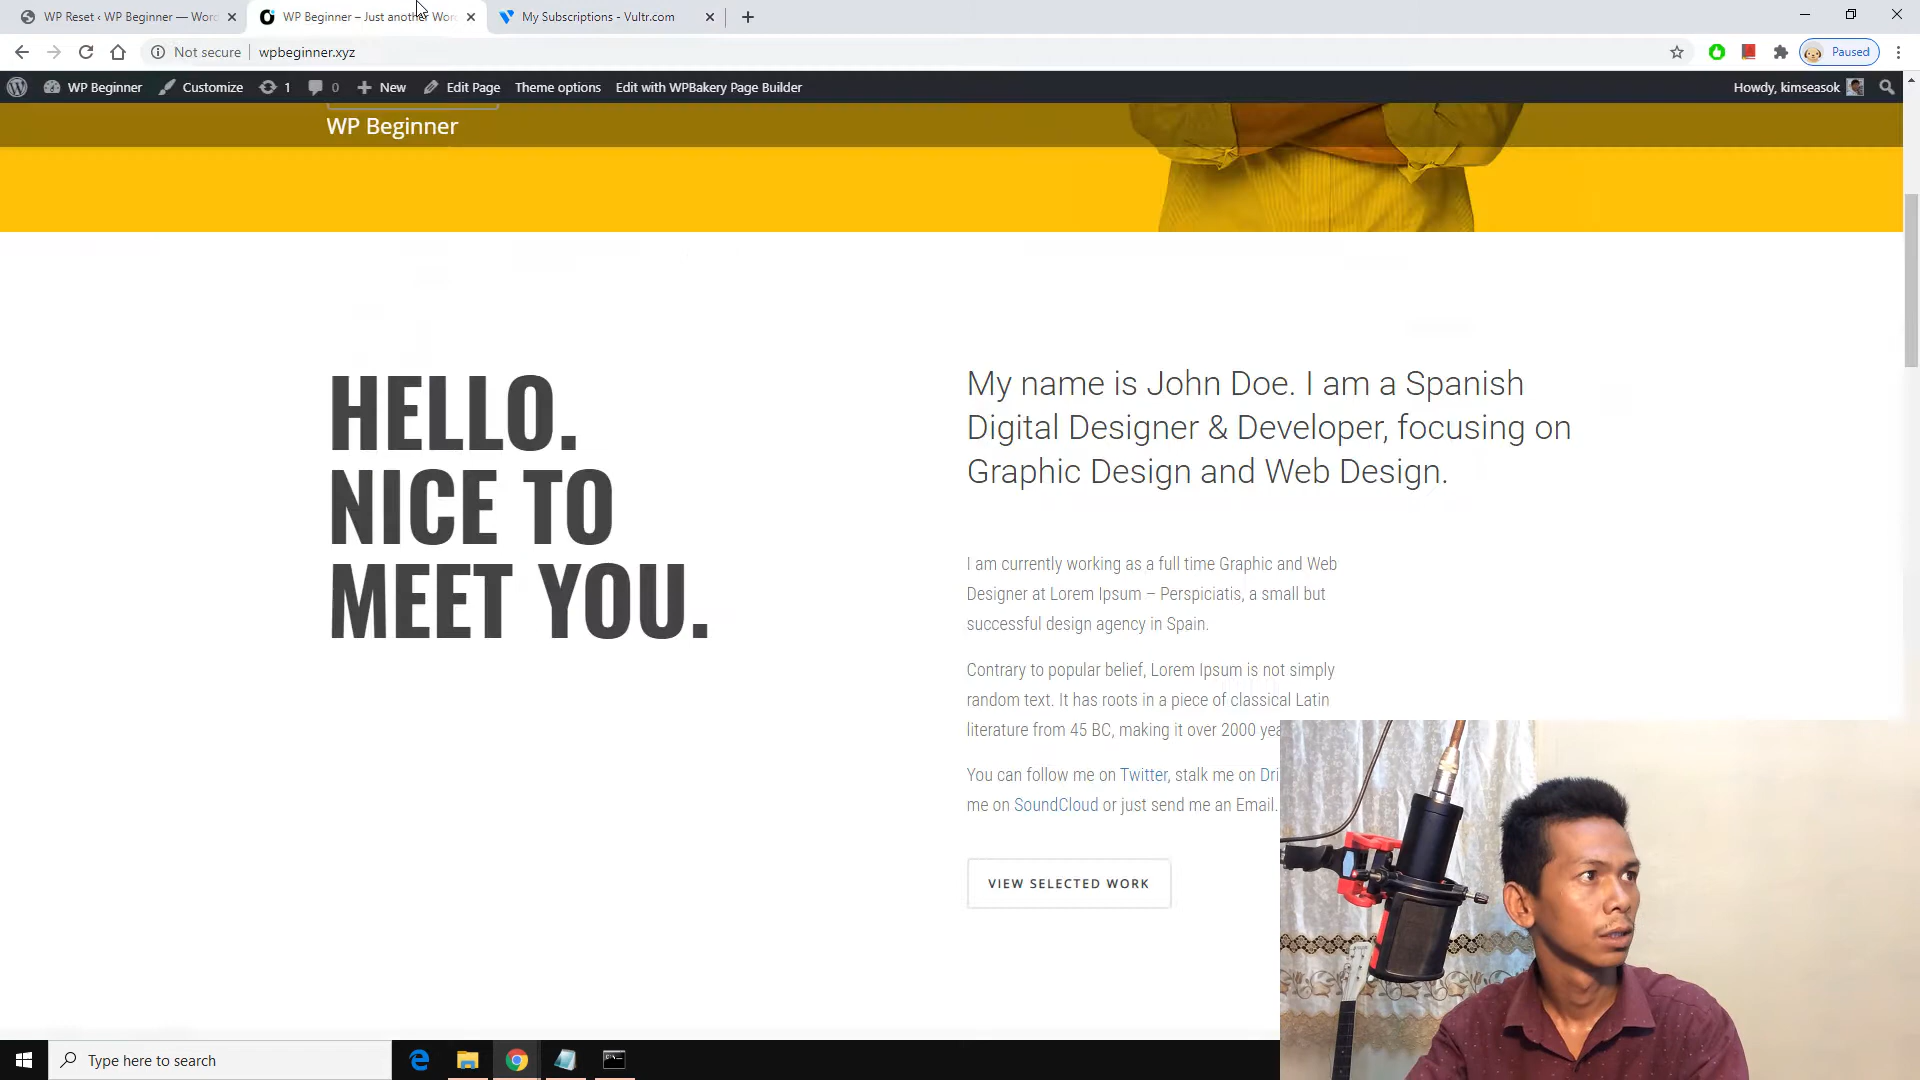 WP Reset ‹ WP Beginner — Wor
WP Beginner – Just another Wor
My Subscriptions - Vultr.com
Not secure
wpbeginner.xyz
Paused
WP Beginner
Customize
1
0
New
Edit Page
Theme options
Edit with WPBakery Page Builder
Howdy, kimseasok
WP Beginner
HELLO.
NICE TO
MEET YOU.
My name is John Doe. I am a Spanish
Digital Designer & Developer, focusing on
Graphic Design and Web Design.
I am currently working as a full time Graphic and Web
Designer at Lorem Ipsum – Perspiciatis, a small but
successful design agency in Spain.
Contrary to popular belief, Lorem Ipsum is not simply
random text. It has roots in a piece of classical Latin
literature from 45 BC, making it over 2000 yea
You can follow me on Twitter, stalk me on Dri
me on SoundCloud or just send me an Email.
VIEW SELECTED WORK
Type here to search